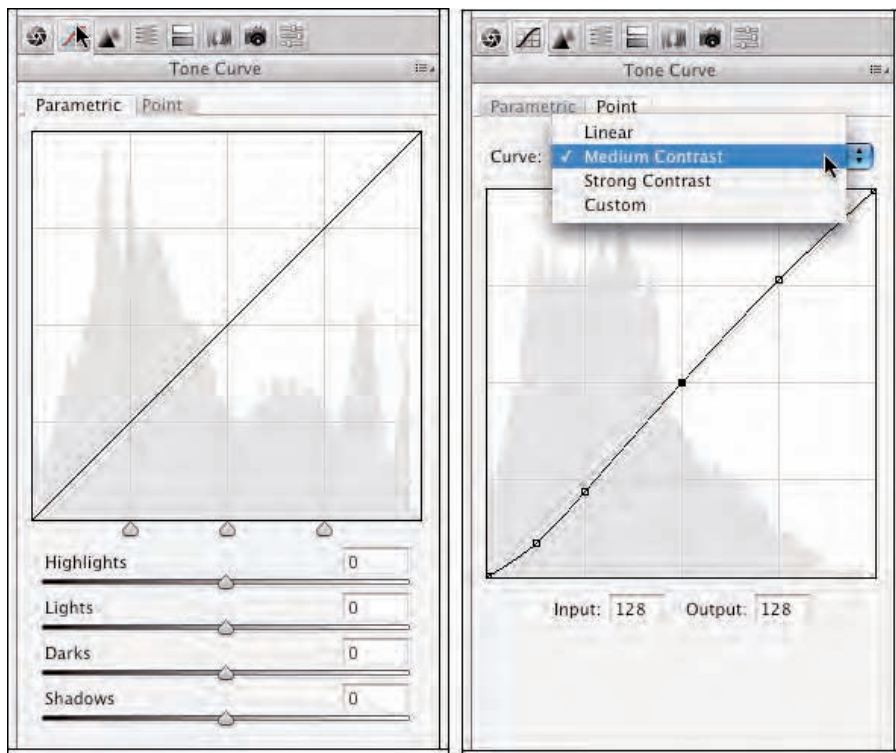 Tone Curve
Parametric Point
Highlights 0
Lights 0
Darks 0
Shadows 0
Tone Curve
Parametric Point
Curve:
Linear
✓ Medium Contrast
Strong Contrast
Custom
Input: 128 Output: 128